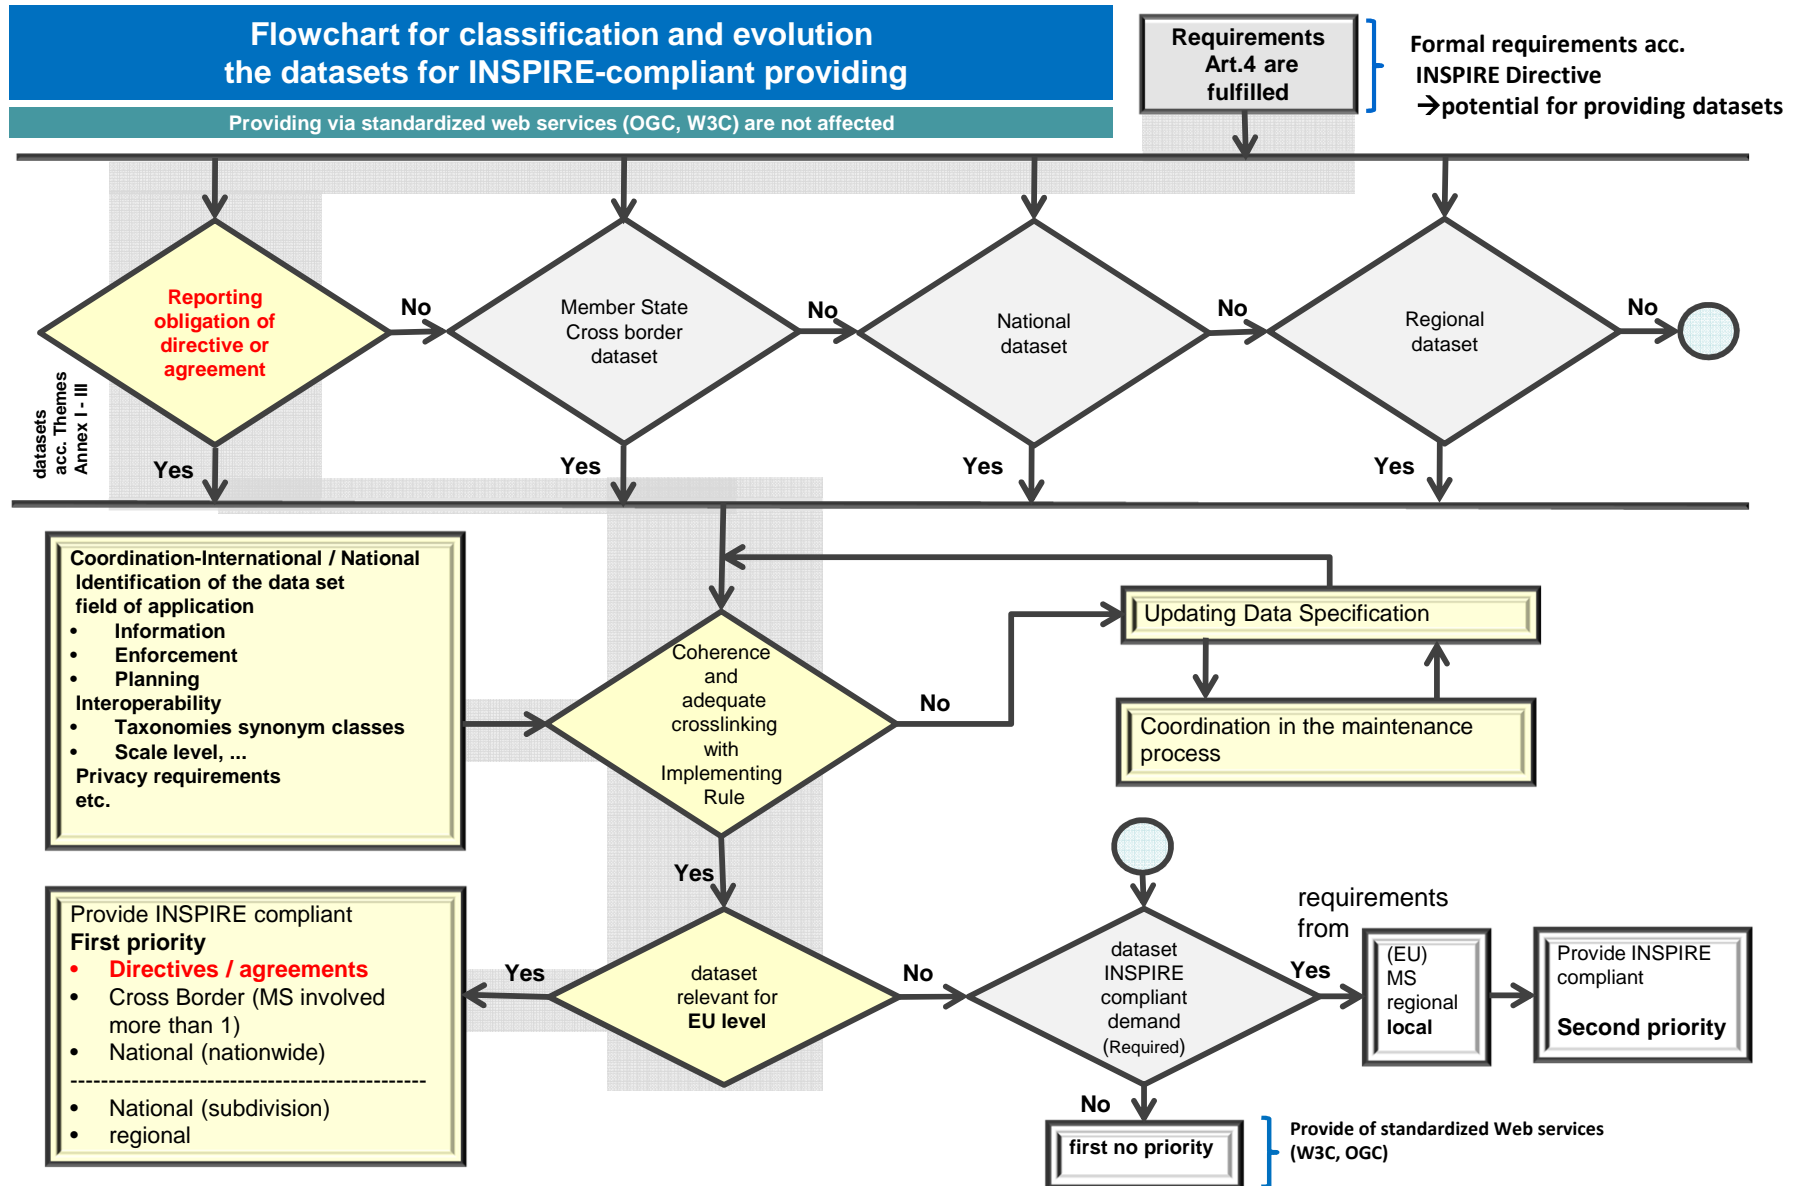 Flowchart for classification and evolution
the datasets for INSPIRE-compliant providing
Providing via standardized web services (OGC, W3C) are not affected
Requirements
Art.4 are
fulfilled
Formal requirements acc.
INSPIRE Directive
→potential for providing datasets
Reporting
obligation of
directive or
agreement
No
Member State
Cross border
dataset
No
National
dataset
No
Regional
dataset
No
datasets
acc. Themes
Annex I - III
Yes
Yes
Yes
Yes
Coordination-International / National
Identification of the data set
field of application
• Information
• Enforcement
• Planning
Interoperability
• Taxonomies synonym classes
• Scale level, ...
Privacy requirements
etc.
Coherence
and
adequate
crosslinking
with
Implementing
Rule
No
Updating Data Specification
Coordination in the maintenance
process
Yes
Provide INSPIRE compliant
First priority
• Directives / agreements
• Cross Border (MS involved
more than 1)
• National (nationwide)
-----------------------------------------------
• National (subdivision)
• regional
Yes
dataset
relevant for
EU level
No
dataset
INSPIRE
compliant
demand
(Required)
Yes
requirements
from
(EU)
MS
regional
local
Provide INSPIRE
compliant
Second priority
No
first no priority
Provide of standardized Web services
(W3C, OGC)